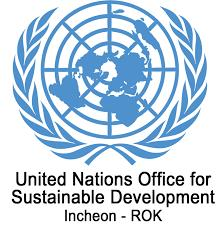 United Nations Office for
Sustainable Development
Incheon - ROK